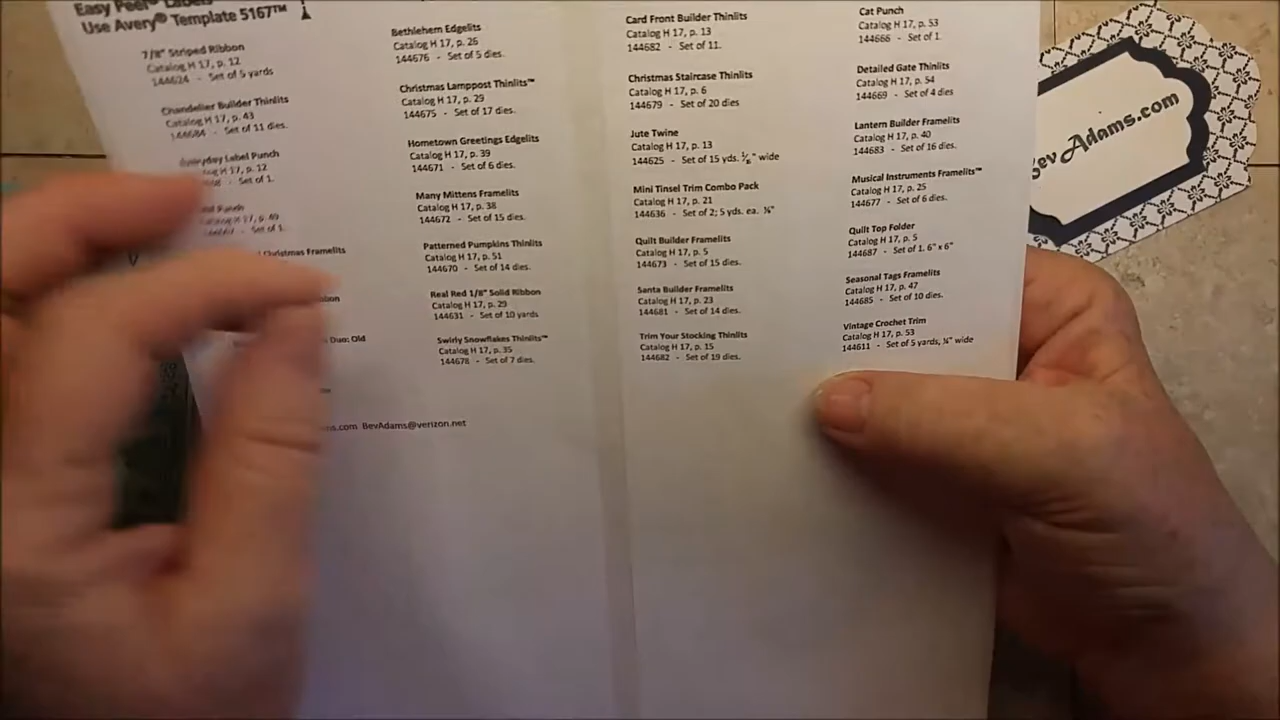 Easy Peel® Labels
Use Avery® Template 5167™
7/8" Striped Ribbon
Catalog H 17, p. 12
144624 - Set of 5 yards
Chandelier Builder Thinlits
Catalog H 17, p. 43
144684 - Set of 11 dies.
Everyday Label Punch
Catalog H 17, p. 12
- Set of 1.
Punch
Catalog H 17, p. 49
- Set of 1.
Christmas Framelits
Duo: Old
Bethlehem Edgelits
Catalog H 17, p. 26
144676 - Set of 5 dies.
Christmas Lamppost Thinlits™
Catalog H 17, p. 29
144675 - Set of 17 dies.
Hometown Greetings Edgelits
Catalog H 17, p. 39
144671 - Set of 6 dies.
Many Mittens Framelits
Catalog H 17, p. 38
144672 - Set of 15 dies.
Patterned Pumpkins Thinlits
Catalog H 17, p. 51
144670 - Set of 14 dies.
Real Red 1/8" Solid Ribbon
Catalog H 17, p. 29
144631 - Set of 10 yards
Swirly Snowflakes Thinlits™
Catalog H 17, p. 35
144678 - Set of 7 dies.
.com BevAdams@verizon.net
Card Front Builder Thinlits
Catalog H 17, p. 13
144682 - Set of 11.
Christmas Staircase Thinlits
Catalog H 17, p. 6
144679 - Set of 20 dies
Jute Twine
Catalog H 17, p. 13
144625 - Set of 15 yds. ⅛" wide
Mini Tinsel Trim Combo Pack
Catalog H 17, p. 21
144636 - Set of 2; 5 yds. ea. ⅛"
Quilt Builder Framelits
Catalog H 17, p. 5
144673 - Set of 15 dies.
Santa Builder Framelits
Catalog H 17, p. 23
144681 - Set of 14 dies.
Trim Your Stocking Thinlits
Catalog H 17, p. 15
144682 - Set of 19 dies.
Cat Punch
Catalog H 17, p. 53
144666 - Set of 1.
Detailed Gate Thinlits
Catalog H 17, p. 54
144669 - Set of 4 dies
Lantern Builder Framelits
Catalog H 17, p. 40
144683 - Set of 16 dies.
Musical Instruments Framelits™
Catalog H 17, p. 25
144677 - Set of 6 dies.
Quilt Top Folder
Catalog H 17, p. 5
144687 - Set of 1. 6" x 6"
Seasonal Tags Framelits
Catalog H 17, p. 47
144685 - Set of 10 dies.
Vintage Crochet Trim
Catalog H 17, p. 53
144611 - Set of 5 yards, ¼" wide
BevAdams.com